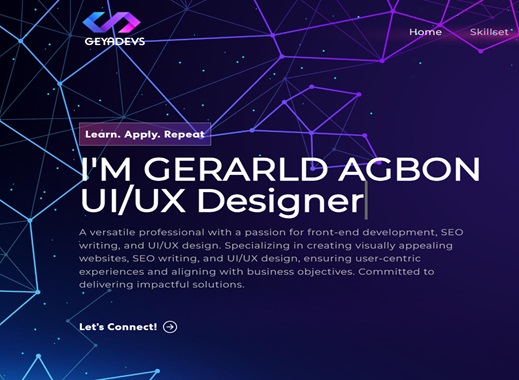 GEYADEVS
Home Skillset
Learn. Apply. Repeat
I'M GERARLD AGBON
UI/UX Designer
A versatile professional with a passion for front-end development, SEO
writing, and UI/UX design. Specializing in creating visually appealing
websites, SEO writing, and UI/UX design, ensuring user-centric
experiences and aligning with business objectives. Committed to
delivering impactful solutions.
Let's Connect!